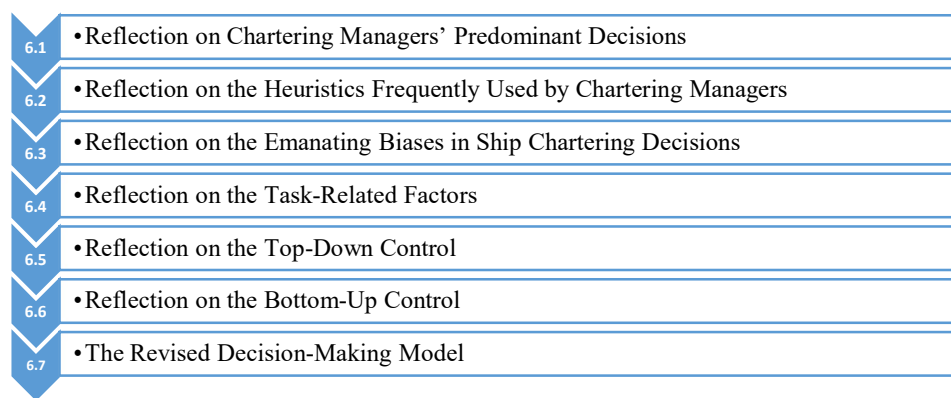 6.1 •Reflection on Chartering Managers’ Predominant Decisions
6.2 •Reflection on the Heuristics Frequently Used by Chartering Managers
6.3 •Reflection on the Emanating Biases in Ship Chartering Decisions
6.4 •Reflection on the Task-Related Factors
6.5 •Reflection on the Top-Down Control
6.6 •Reflection on the Bottom-Up Control
6.7 •The Revised Decision-Making Model